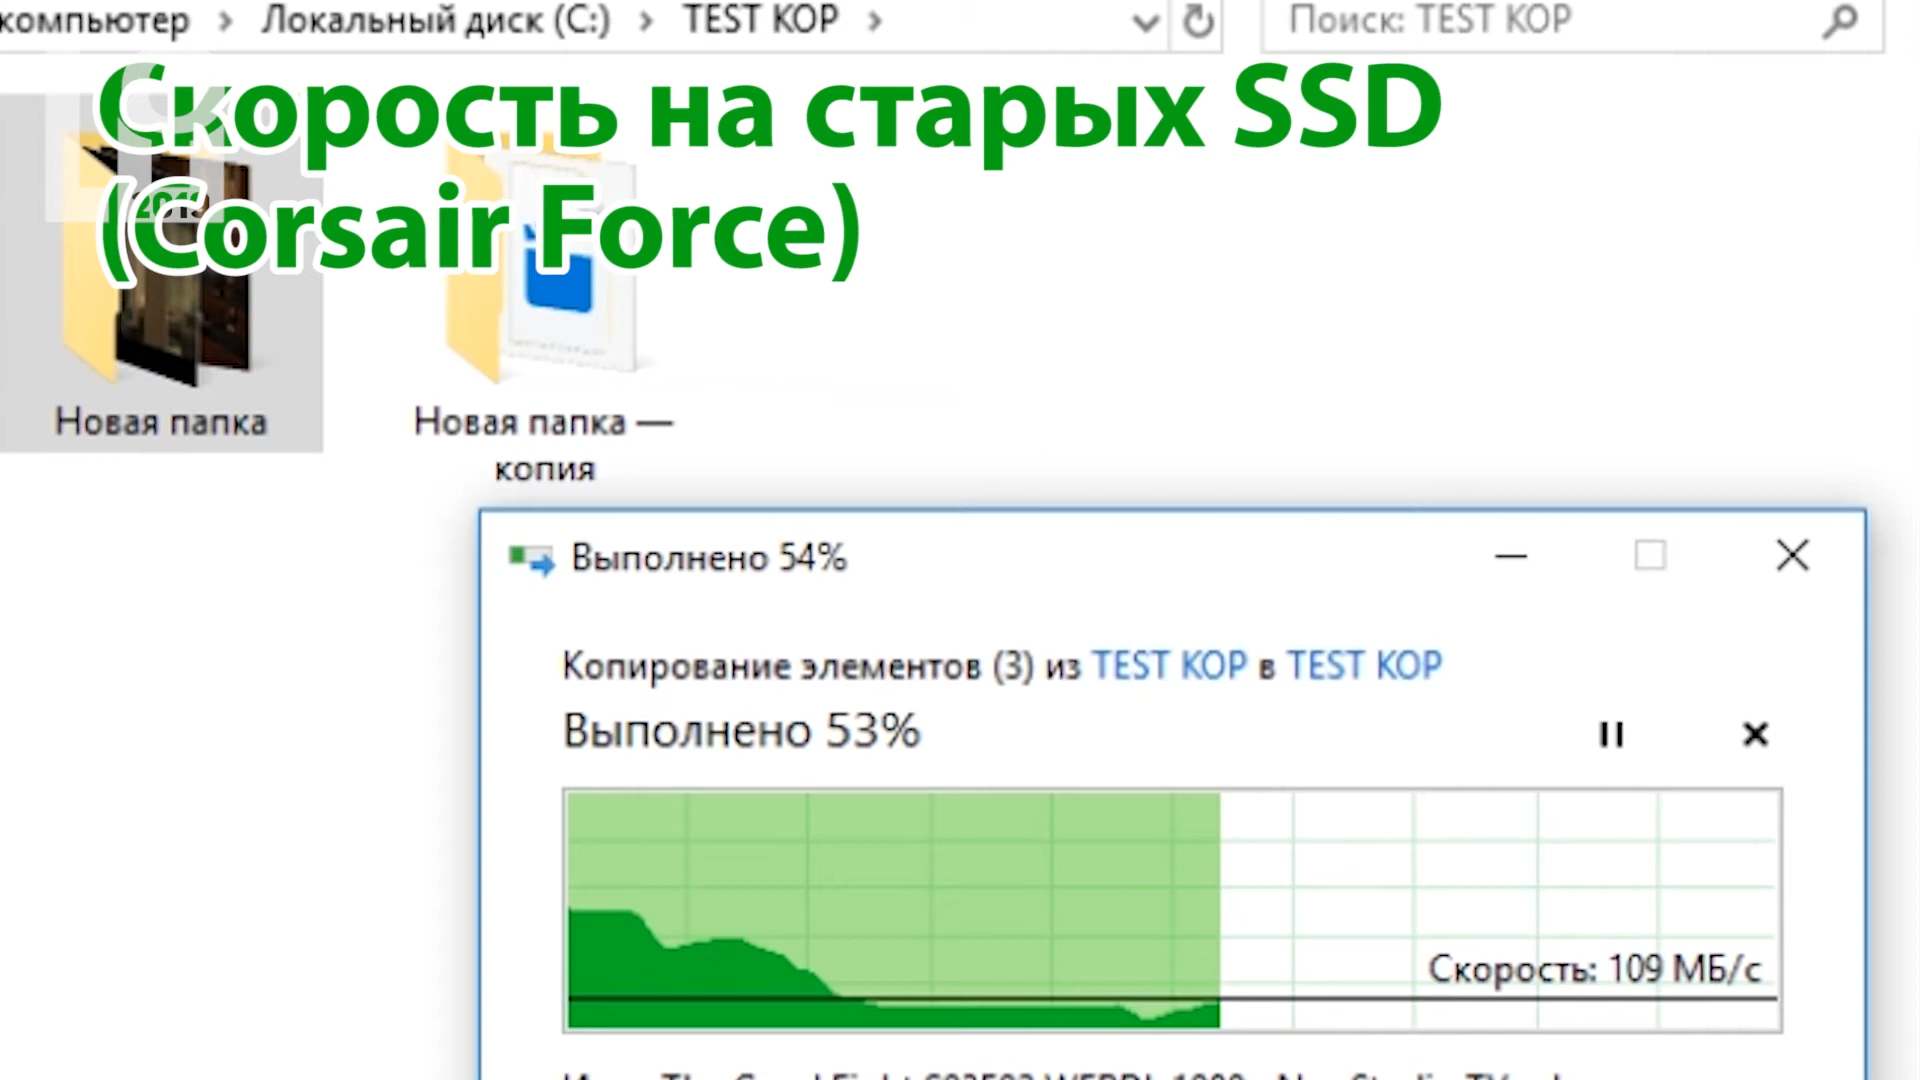 компьютер › Локальный диск (C:) › TEST KOP ›
Поиск: TEST KOP
Скорость на старых SSD
(Corsair Force)
Новая папка
Новая папка —
копия
Выполнено 54%
Копирование элементов (3) из TEST KOP в TEST KOP
Выполнено 53%
Скорость: 109 МБ/с